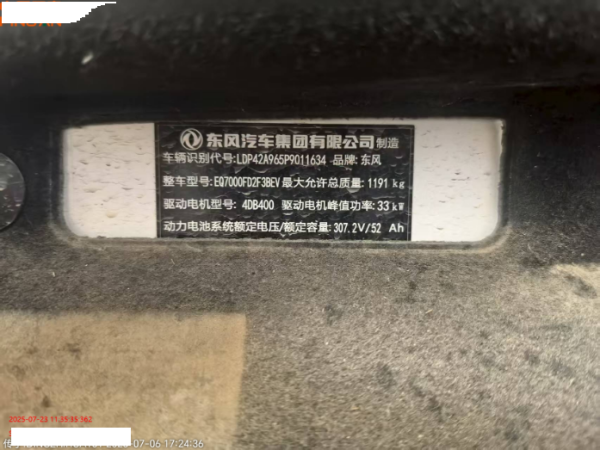 东风汽车集团有限公司 制造
车辆识别代号:LDP42A965P9011634 品牌:东风
整车型号:EQ7000FD2F3BEV 最大允许总质量:1191 kg
驱动电机型号:4DB400 驱动电机峰值功率:33 kW
动力电池系统额定电压/额定容量:307.2V/52 Ah
2025-07-23 11:35:35 362
07-06 17:24:36